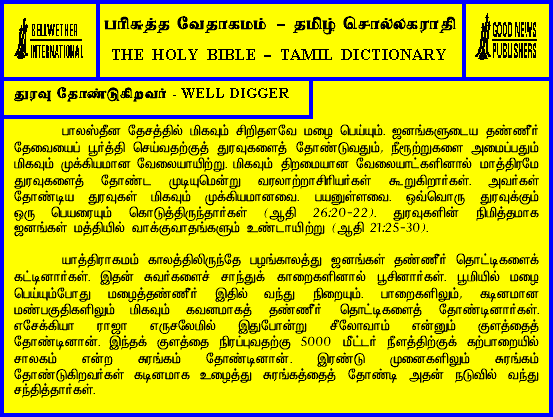 BELLWETHER
INTERNATIONAL
பரிசுத்த வேதாகமம் – தமிழ் சொல்லகராதி
THE HOLY BIBLE – TAMIL DICTIONARY
GOOD NEWS
PUBLISHERS
துரவு தோண்டுகிறவர் - WELL DIGGER
பாலஸ்தீன தேசத்தில் மிகவும் சிறிதளவே மழை பெய்யும். ஜனங்களுடைய தண்ணீர்
தேவையைப் பூர்த்தி செய்வதற்குத் துரவுகளைத் தோண்டுவதும், நீரூற்றுகளை அமைப்பதும்
மிகவும் முக்கியமான வேலையாயிற்று. மிகவும் திறமையான வேலையாட்களினால் மாத்திரமே
துரவுகளைத் தோண்ட முடியுமென்று வரலாற்றாசிரியர்கள் கூறுகிறார்கள். அவர்கள்
தோண்டிய துரவுகள் மிகவும் முக்கியமானவை. பயனுள்ளவை. ஒவ்வொரு துரவுக்கும்
ஒரு பெயரையும் கொடுத்திருந்தார்கள் (ஆதி 26:20-22). துரவுகளின் நிமித்தமாக
ஜனங்கள் மத்தியில் வாக்குவாதங்களும் உண்டாயிற்று (ஆதி 21:25-30).
யாத்திராகமம் காலத்திலிருந்தே பழங்காலத்து ஜனங்கள் தண்ணீர் தொட்டிகளைக்
கட்டினார்கள். இதன் சுவர்களைச் சாந்துக் காறைகளினால் பூசினார்கள். பூமியில் மழை
பெய்யும்போது மழைத்தண்ணீர் இதில் வந்து நிறையும். பாறைகளிலும், கடினமான
மண்பகுதிகளிலும் மிகவும் கவனமாகத் தண்ணீர் தொட்டிகளைத் தோண்டினார்கள்.
எசேக்கியா ராஜா எருசலேமில் இதுபோன்று சீலோவாம் என்னும் குளத்தைத்
தோண்டினான். இந்தக் குளத்தை நிரப்புவதற்கு 5000 மீட்டர் நீளத்திற்குக் கற்பாறையில்
சாலகம் என்ற சுரங்கம் தோண்டினான். இரண்டு முனைகளிலும் சுரங்கம்
தோண்டுகிறவர்கள் கடினமாக உழைத்து சுரங்கத்தைத் தோண்டி அதன் நடுவில் வந்து
சந்தித்தார்கள்.